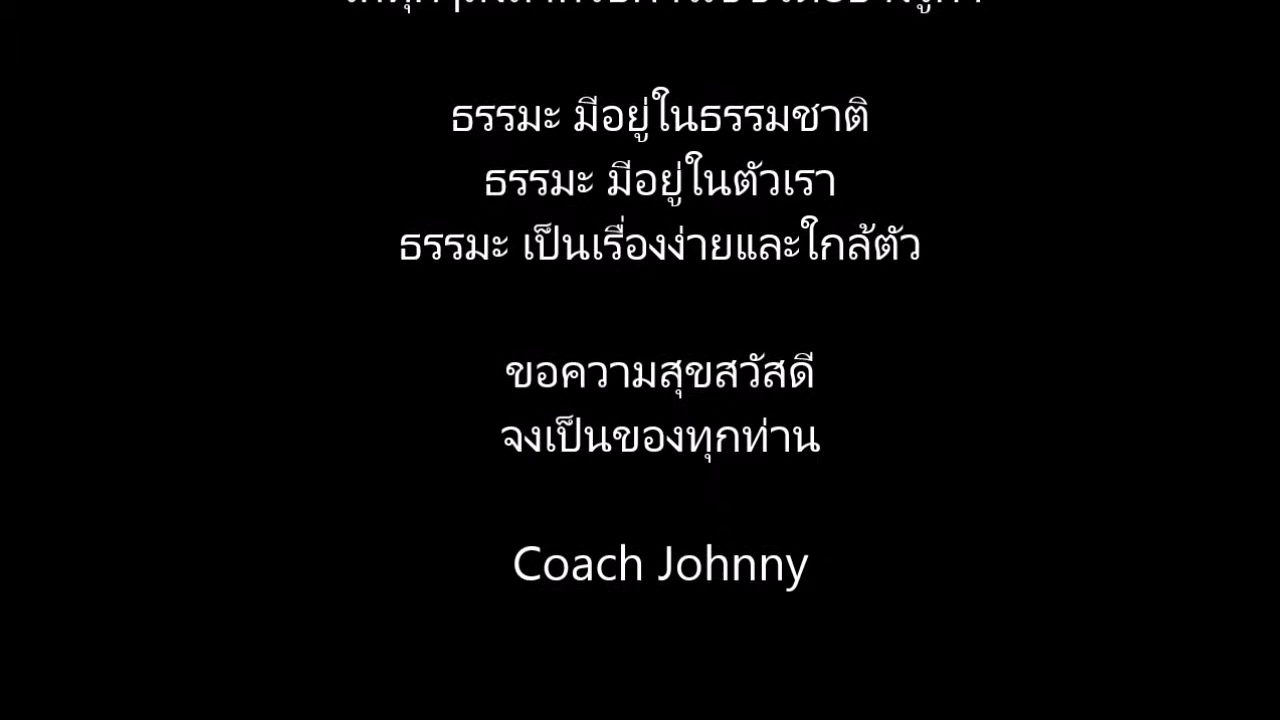 ธรรมะ มีอยู่ในธรรมชาติ
ธรรมะ มีอยู่ในตัวเรา
ธรรมะ เป็นเรื่องง่ายและใกล้ตัว
ขอความสุขสวัสดี
จงเป็นของทุกท่าน
Coach Johnny